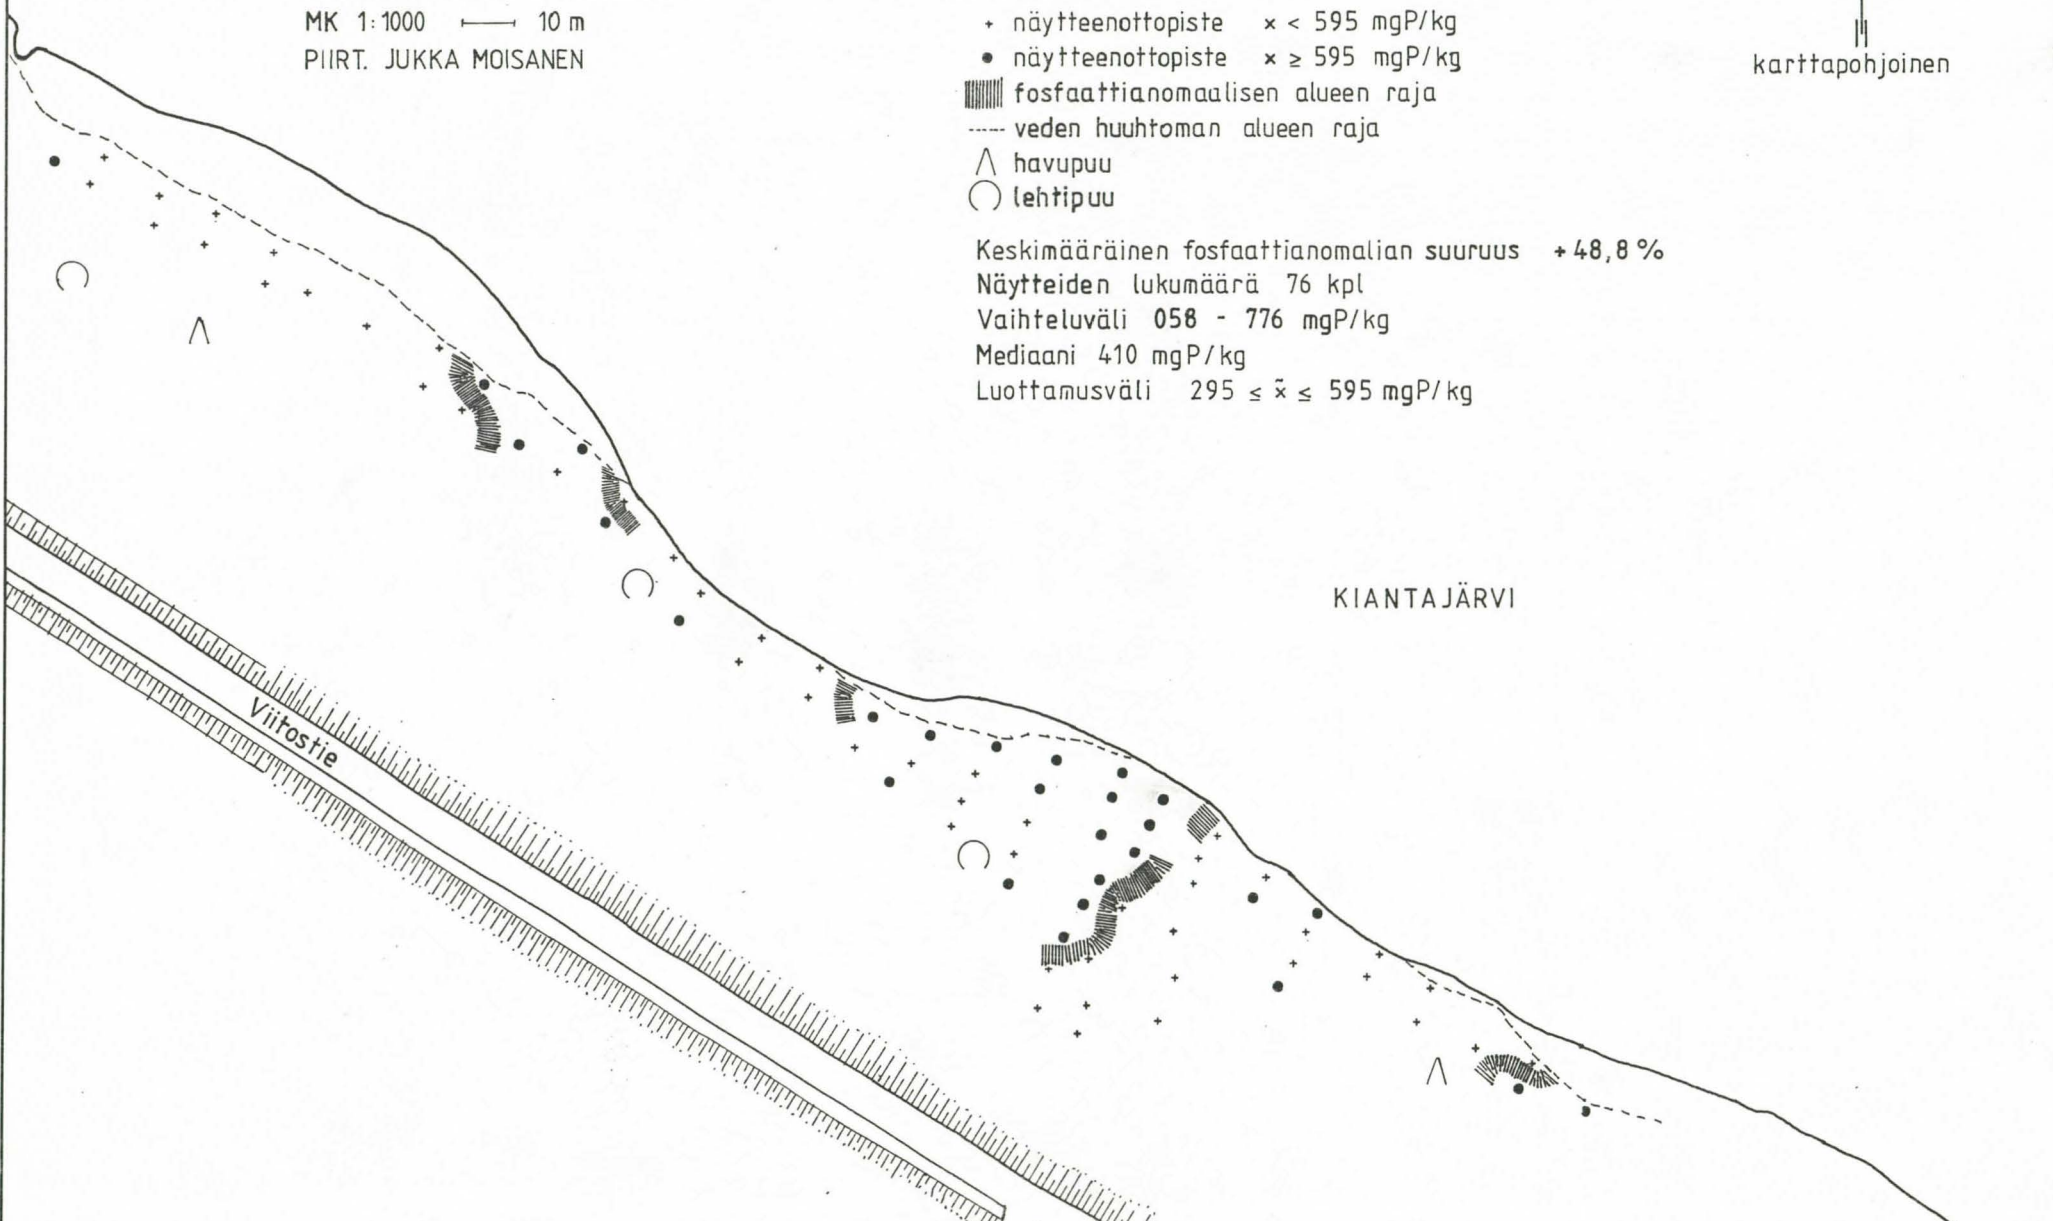 MK 1:1000 10 m
PIIRT. JUKKA MOISANEN
+ näytteenottopiste x < 595 mgP/kg
● näytteenottopiste x ≥ 595 mgP/kg
fosfaattianomaalisen alueen raja
veden huuhtoman alueen raja
havupuu
lehtipuu
Keskimääräinen fosfaattianomalian suuruus +48,8 %
Näytteiden lukumäärä 76 kpl
Vaihteluväli 058 - 776 mgP/kg
Mediaani 410 mgP/kg
Luottamusväli 295 ≤ x̃ ≤ 595 mgP/kg
karttapohjoinen
KIANTAJÄRVI
Viitostie